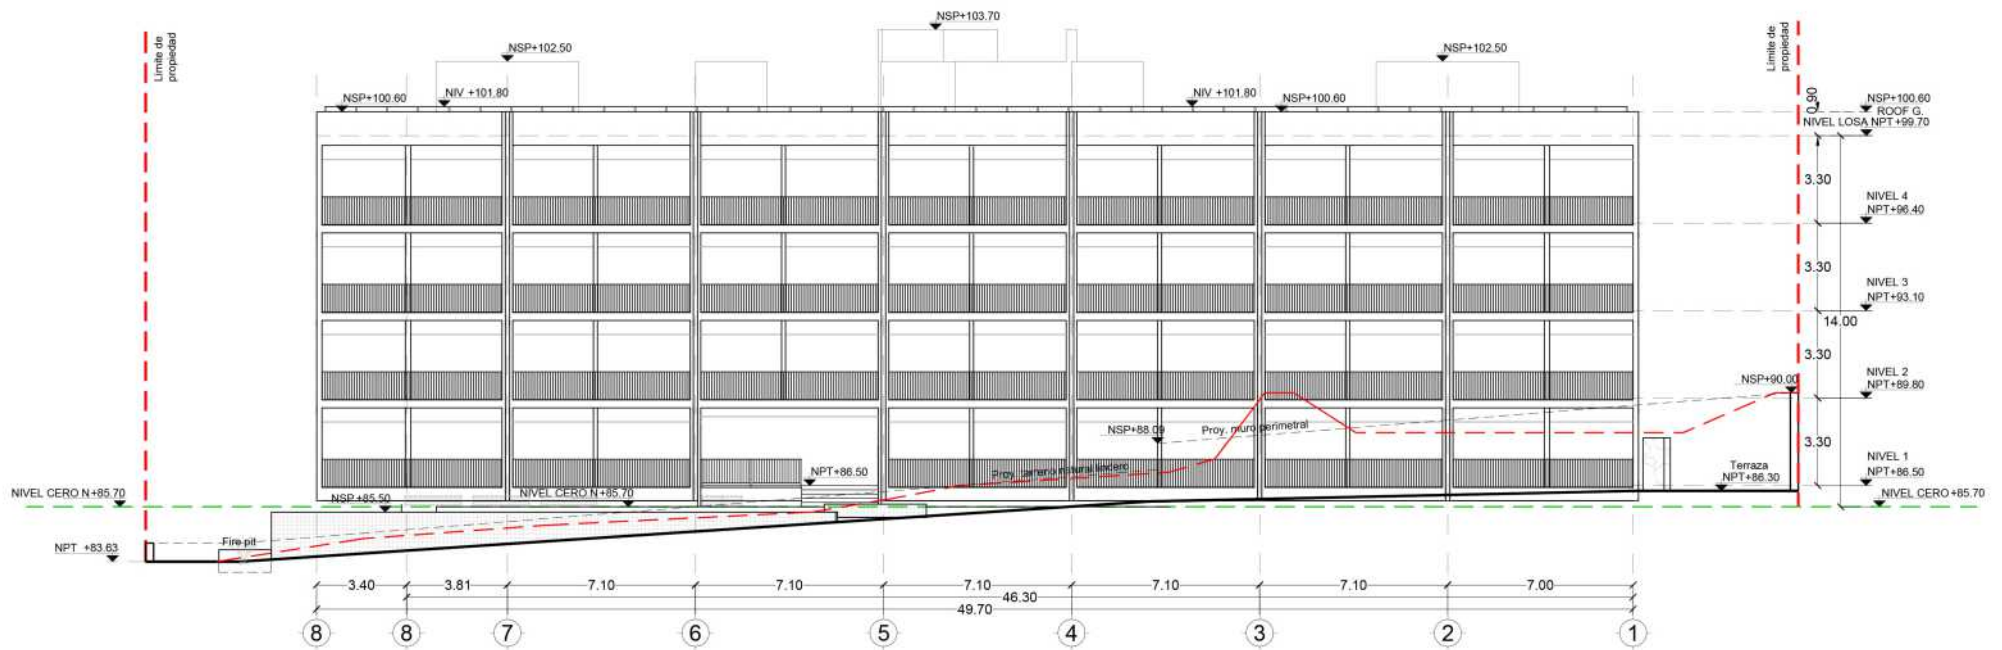 NSP+103.70
NSP+102.50
NSP+102.50
Límite de
propiedad
Límite de
propiedad
NSP+100.60
NIV +101.80
NIV +101.80
NSP+100.60
0.90
NSP+100.60
ROOF G.
NIVEL LOSA NPT +99.70
3.30
NIVEL 4
NPT+96.40
3.30
NIVEL 3
NPT+93.10
14.00
3.30
NIVEL 2
NPT+89.80
NSP+90.00
NSP+88.09
Proy. muro perimetral
3.30
NIVEL 1
NPT+86.50
Proy. terreno natural lindero
NPT+86.50
Terraza
NPT+86.30
NIVEL CERO N+85.70
NSP +85.50
NIVEL CERO N+85.70
NIVEL CERO +85.70
Fire pit
NPT +83.63
3.40
3.81
7.10
7.10
7.10
7.10
7.10
7.00
46.30
49.70
8
8
7
6
5
4
3
2
1